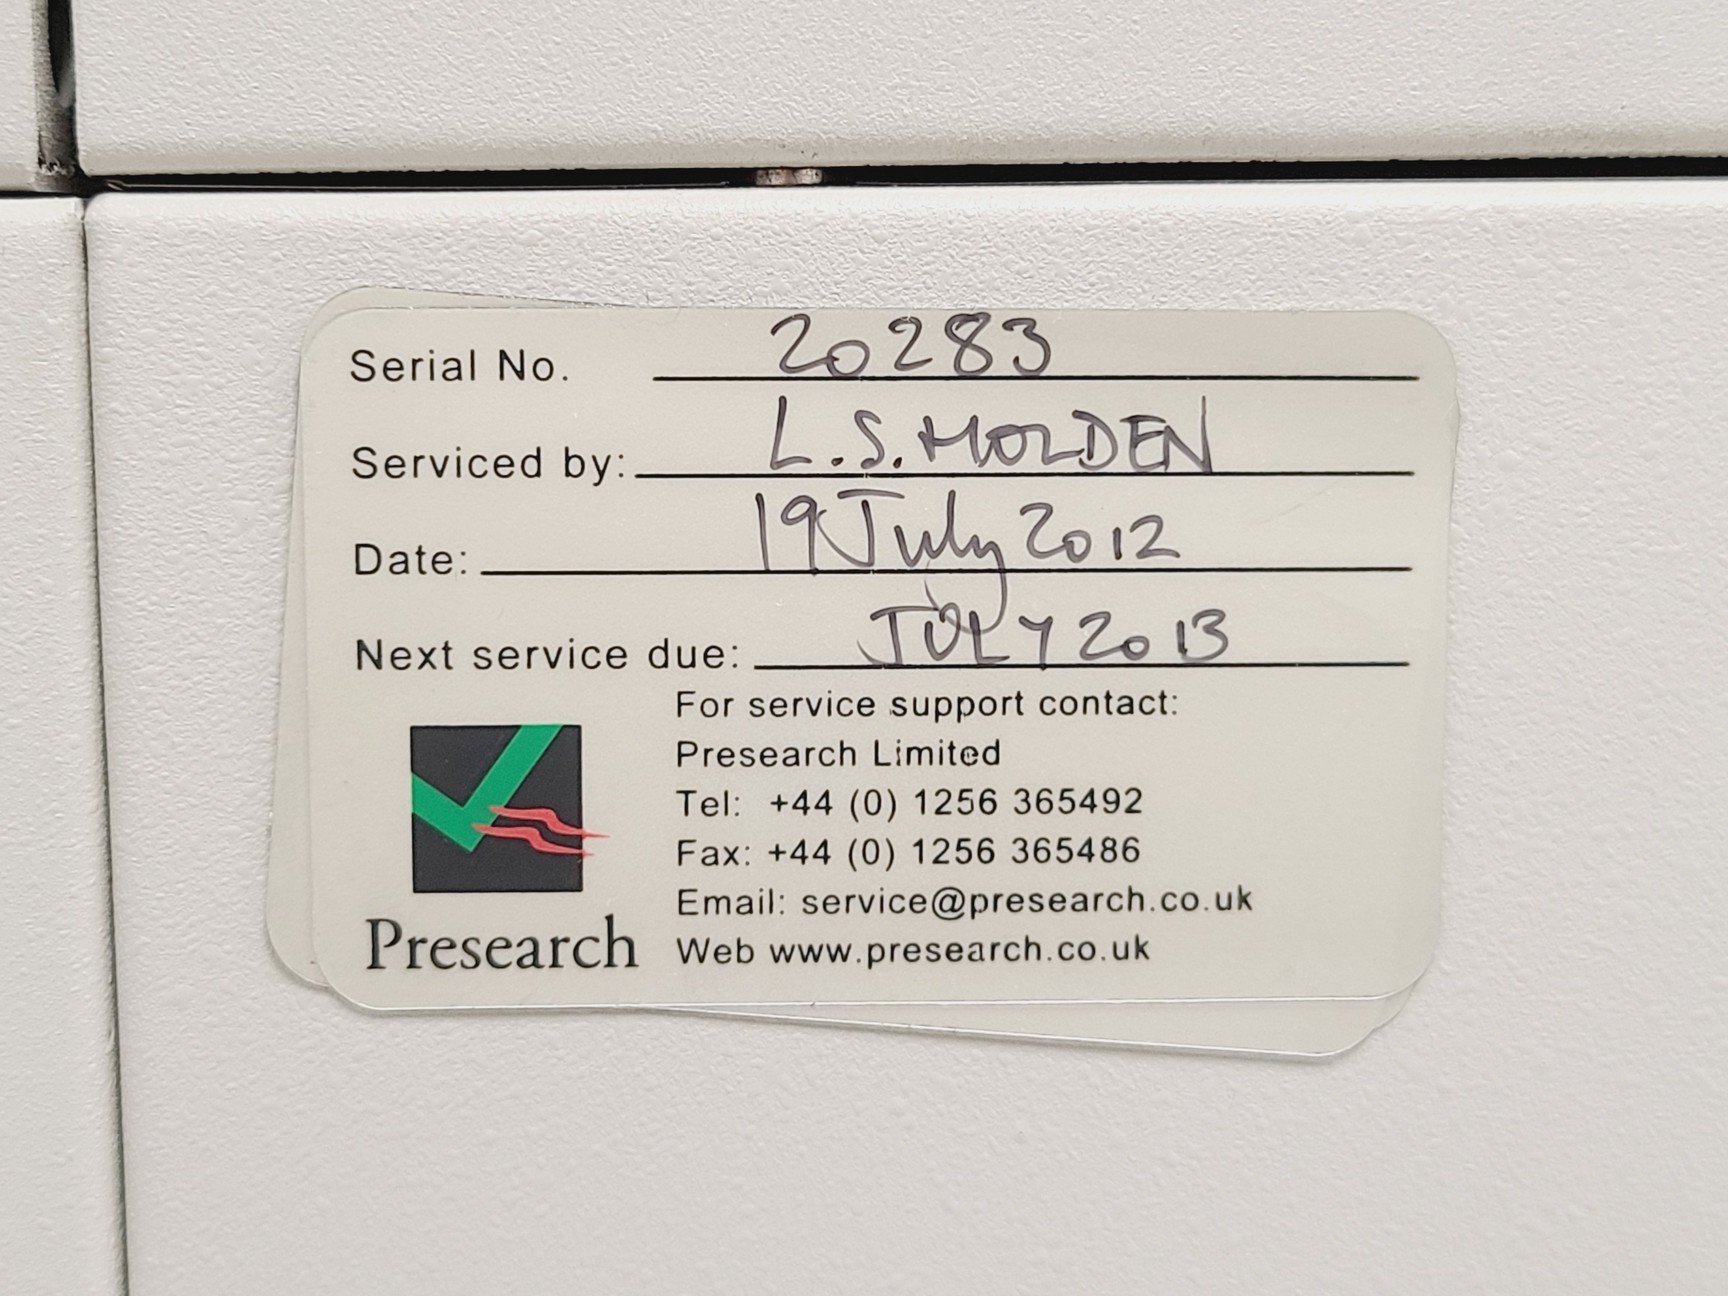 Serial No. 20283
Serviced by: L.S. HOLDEN
Date: 19 July 2012
Next service due: JULY 2013
For service support contact:
Presearch Limited
Tel: +44 (0) 1256 365492
Fax: +44 (0) 1256 365486
Email: service@presearch.co.uk
Web www.presearch.co.uk
Presearch